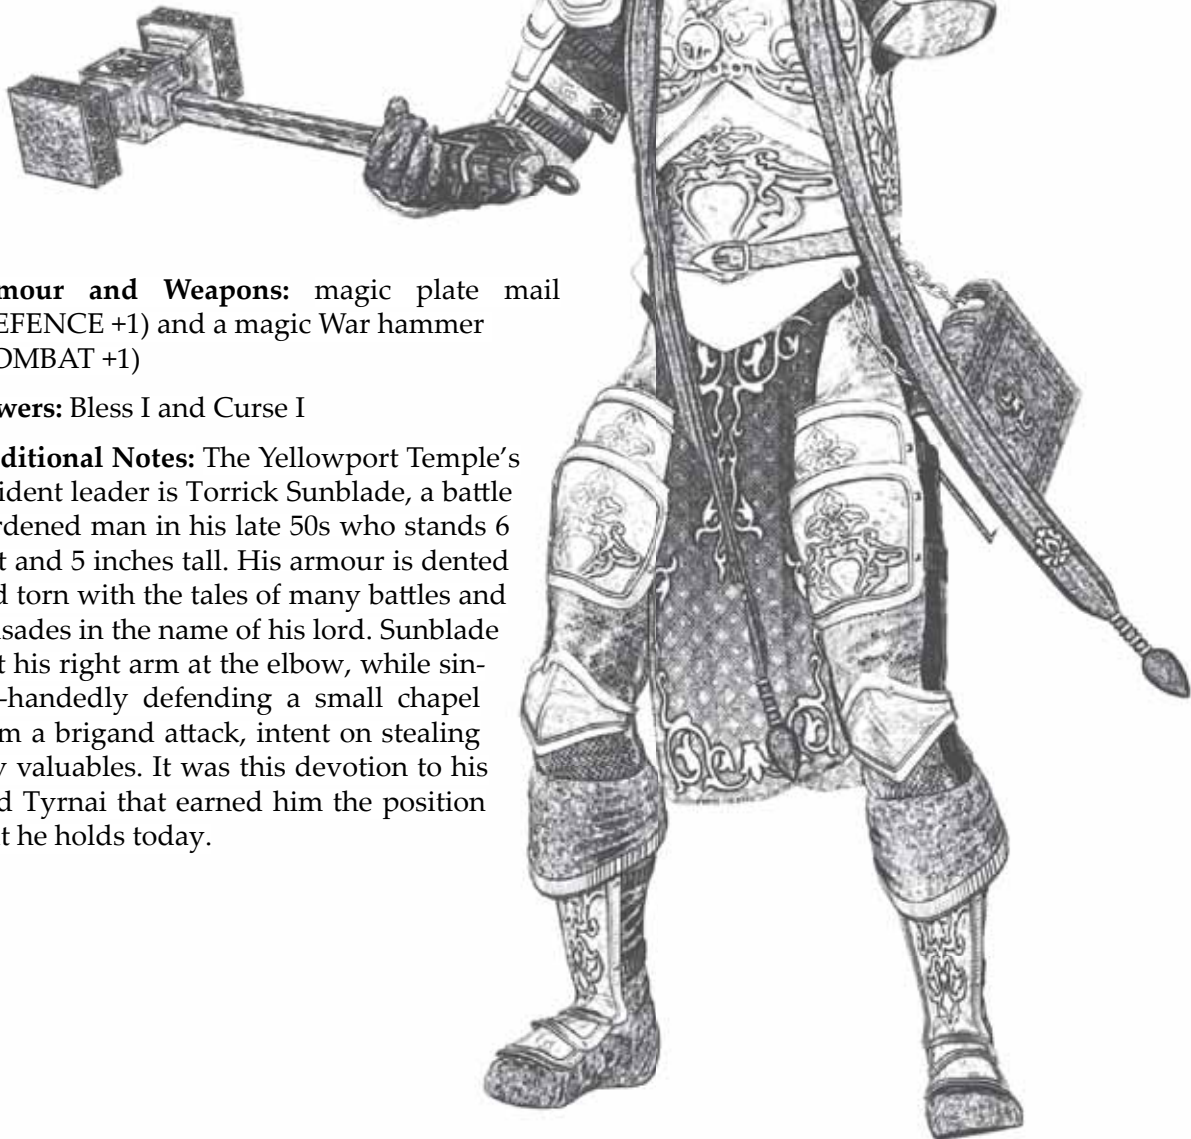 mour and Weapons: magic plate mail
EFENCE +1) and a magic War hammer
OMBAT +1)
wers: Bless I and Curse I
ditional Notes: The Yellowport Temple's
ident leader is Torrick Sunblade, a battle
rdened man in his late 50s who stands 6
t and 5 inches tall. His armour is dented
d torn with the tales of many battles and
sades in the name of his lord. Sunblade
t his right arm at the elbow, while sin-
-handedly defending a small chapel
m a brigand attack, intent on stealing
y valuables. It was this devotion to his
d Tyrnai that earned him the position
t he holds today.